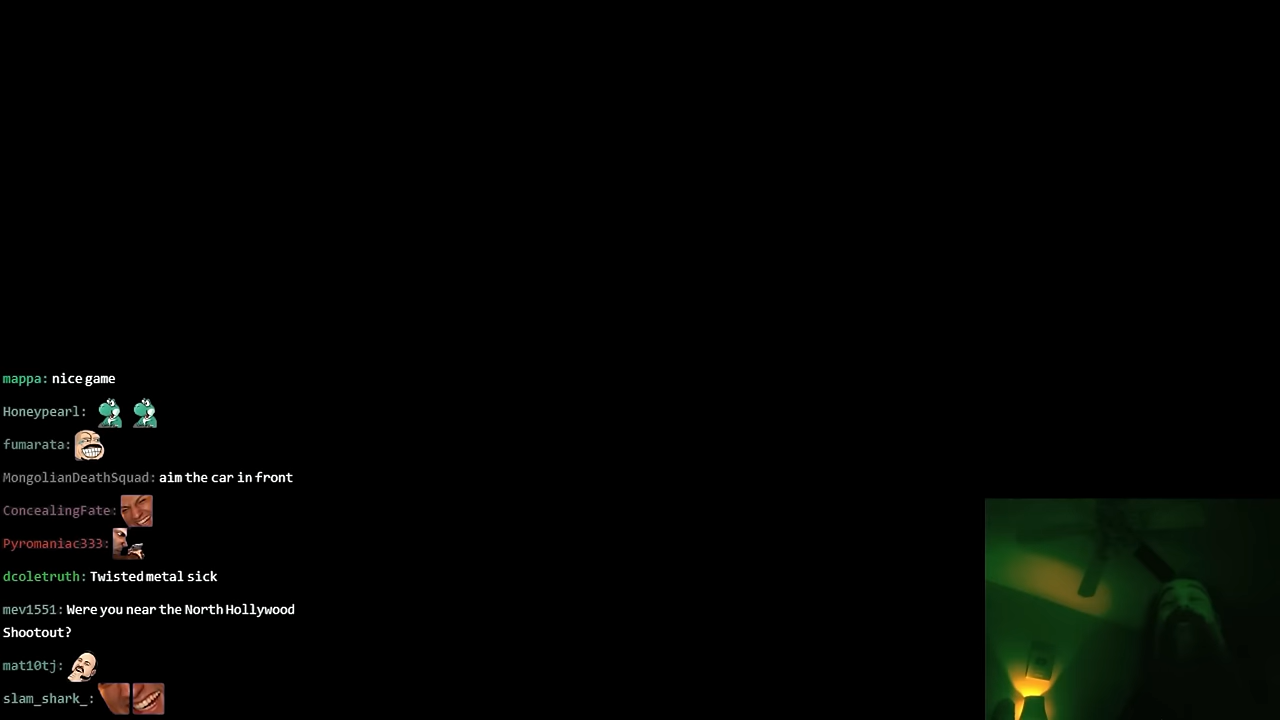 mappa: nice game
Honeypearl:
fumarata:
MongolianDeathSquad: aim the car in front
ConcealingFate:
Pyromaniac333:
dcoletruth: Twisted metal sick
mev1551: Were you near the North Hollywood
Shootout?
mat10tj:
slam_shark_: